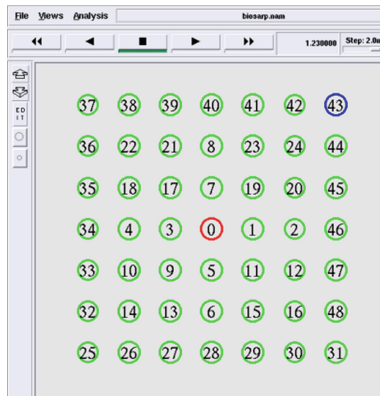 File Views Analysis biosarp.nam
1.230000 Step: 2.0m
E D
I T
37 38 39 40 41 42 43
36 22 21 8 23 24 44
35 18 17 7 19 20 45
34 4 3 0 1 2 46
33 10 9 5 11 12 47
32 14 13 6 15 16 48
25 26 27 28 29 30 31